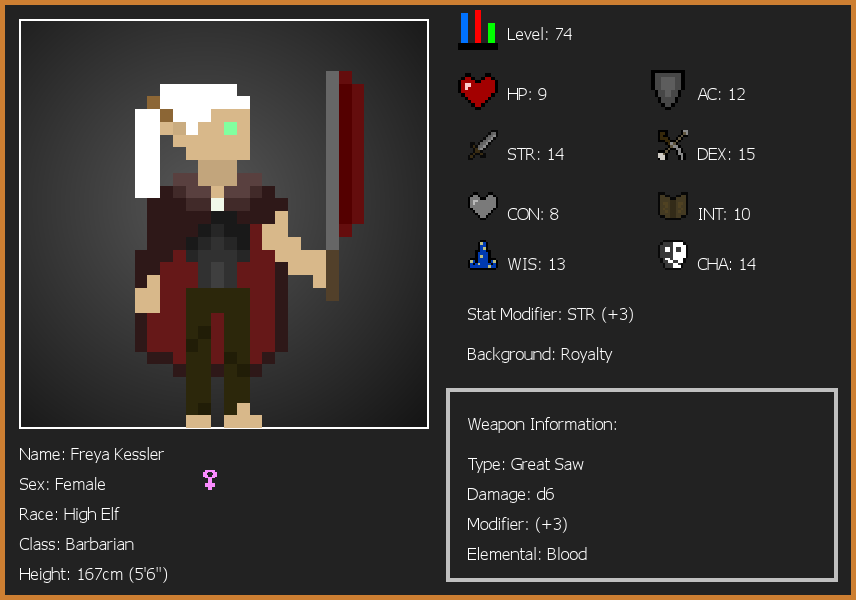 Level: 74
HP: 9
AC: 12
STR: 14
DEX: 15
CON: 8
INT: 10
WIS: 13
CHA: 14
Stat Modifier: STR (+3)
Background: Royalty
Weapon Information:
Type: Great Saw
Damage: d6
Modifier: (+3)
Elemental: Blood
Name: Freya Kessler
Sex: Female
Race: High Elf
Class: Barbarian
Height: 167cm (5'6")